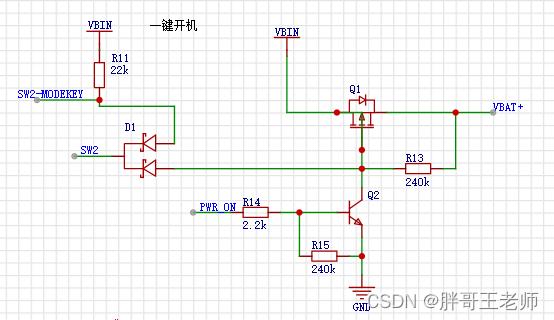 VBIN
一键开机
VBIN
R11
22k
Q1
SW2-MODEKEY
VBAT+
D1
SW2
R13
240k
Q2
PWR_ON
R14
2.2k
R15
240k
GND
CSDN @胖哥王老师